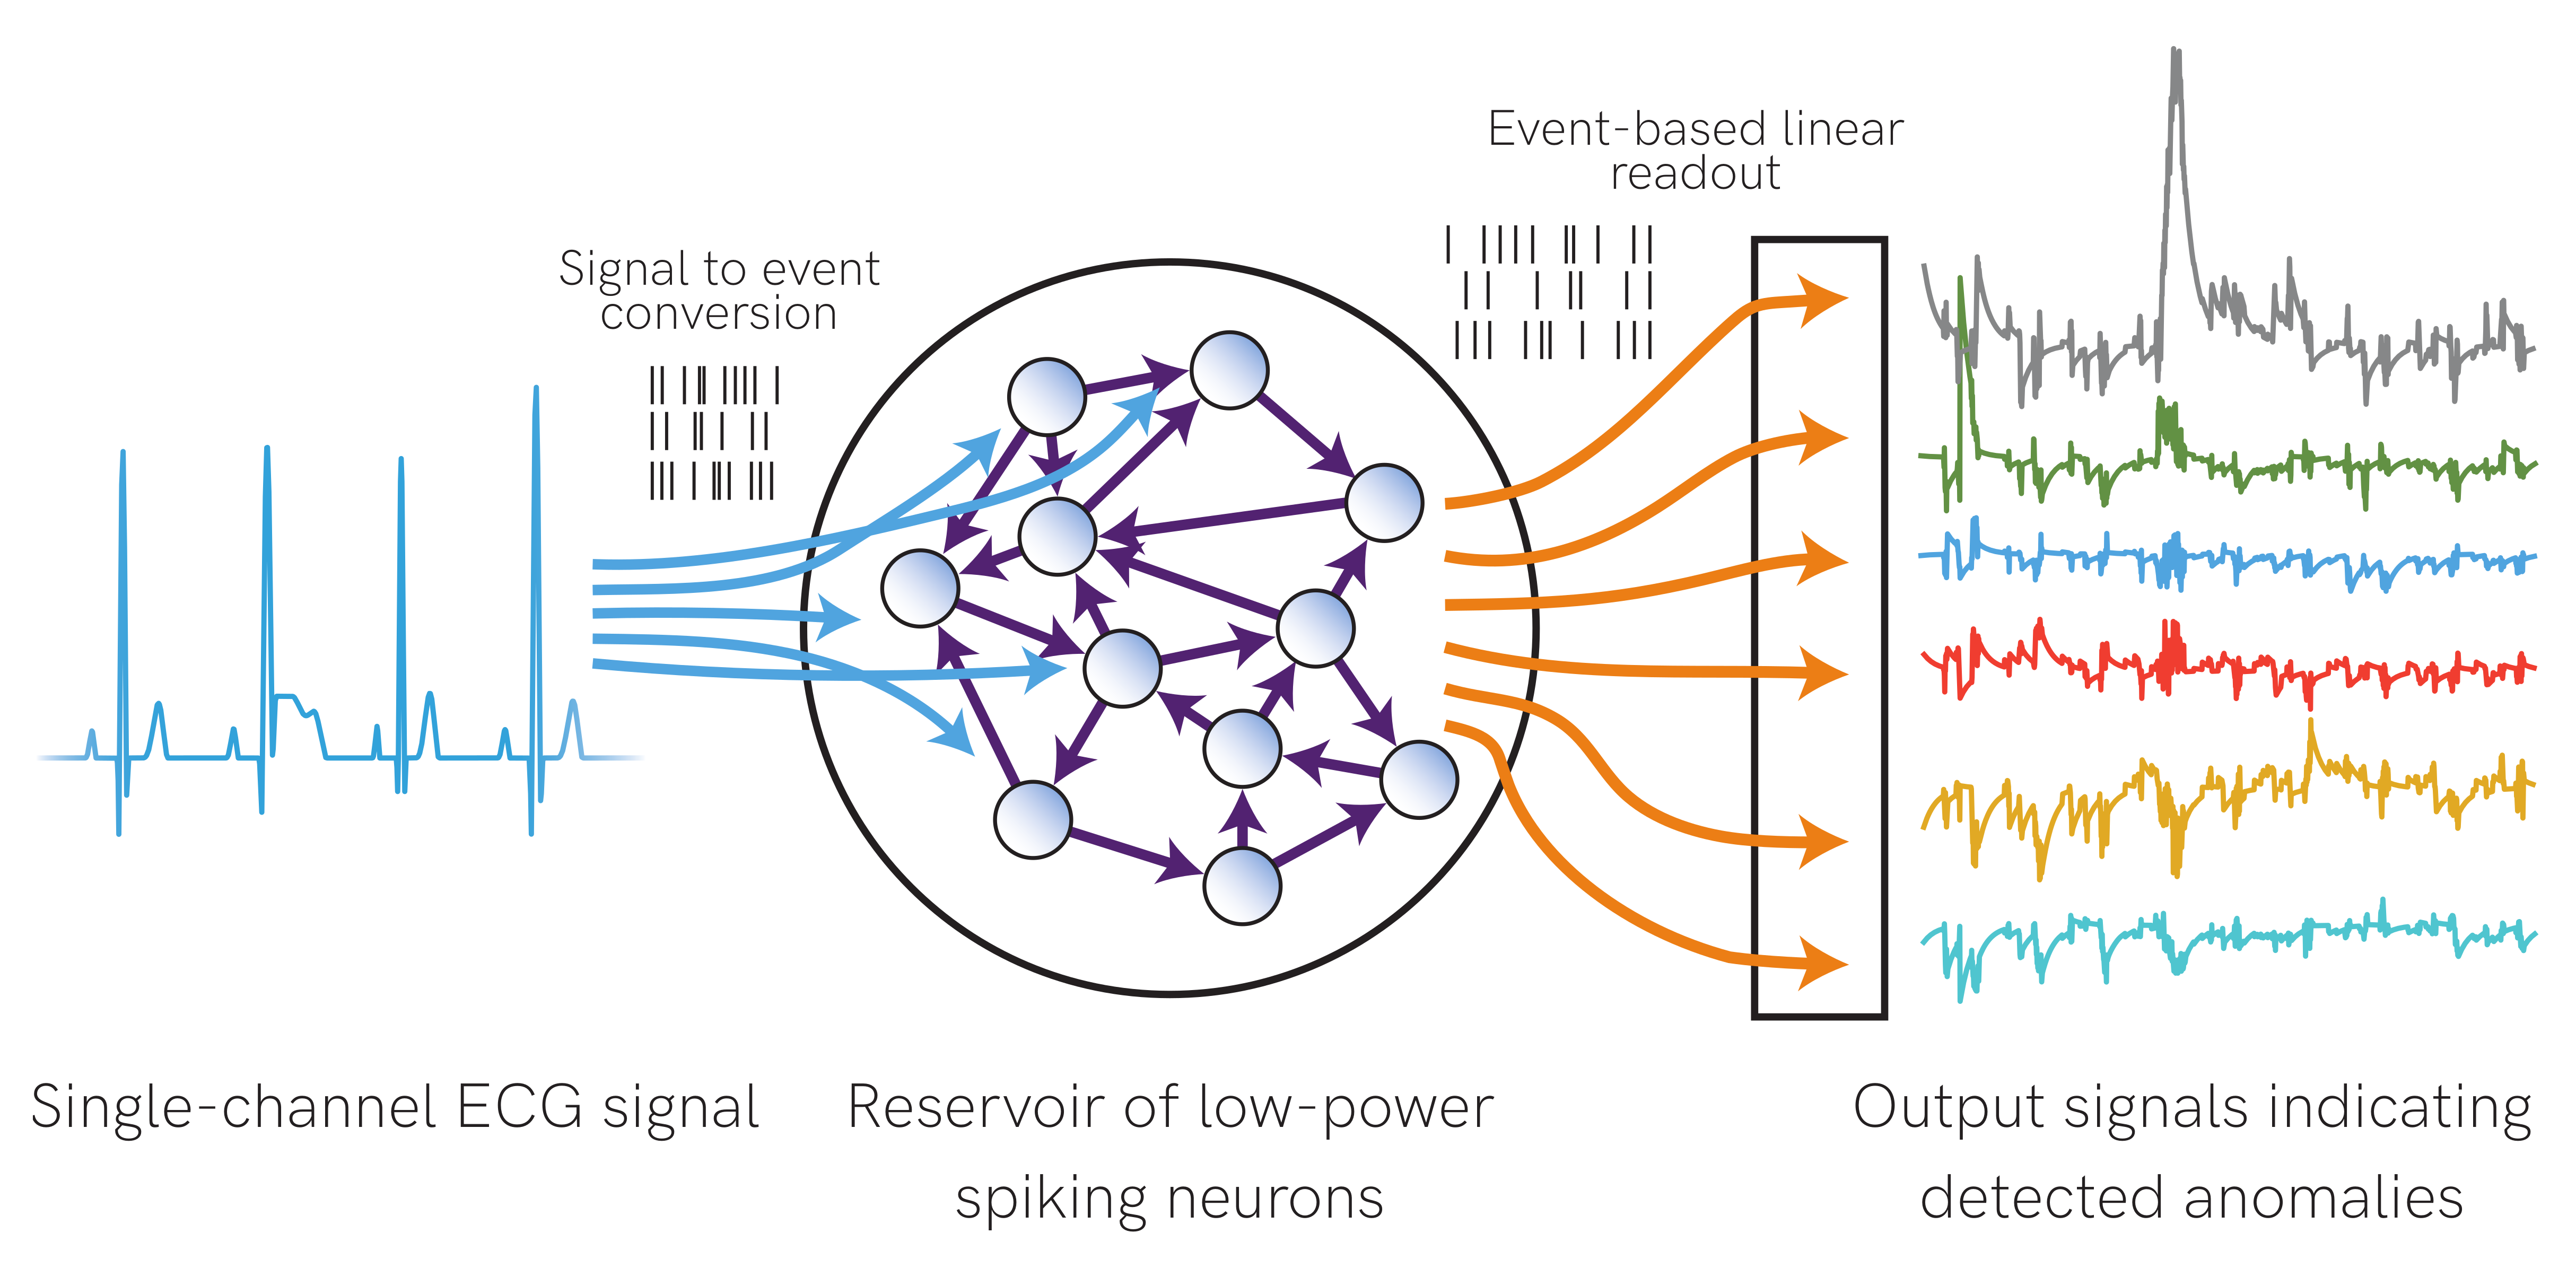 Event-based linear
readout
Signal to event
conversion
Single-channel ECG signal
Reservoir of low-power
spiking neurons
Output signals indicating
detected anomalies